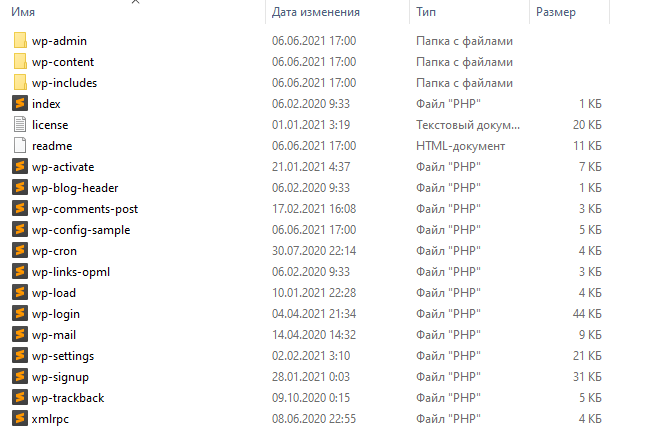 Имя Дата изменения Тип Размер
wp-admin 06.06.2021 17:00 Папка с файлами
wp-content 06.06.2021 17:00 Папка с файлами
wp-includes 06.06.2021 17:00 Папка с файлами
index 06.02.2020 9:33 Файл "PHP" 1 КБ
license 01.01.2021 3:19 Текстовый докум... 20 КБ
readme 06.06.2021 17:00 HTML-документ 11 КБ
wp-activate 21.01.2021 4:37 Файл "PHP" 7 КБ
wp-blog-header 06.02.2020 9:33 Файл "PHP" 1 КБ
wp-comments-post 17.02.2021 16:08 Файл "PHP" 3 КБ
wp-config-sample 06.06.2021 17:00 Файл "PHP" 5 КБ
wp-cron 30.07.2020 22:14 Файл "PHP" 4 КБ
wp-links-opml 06.02.2020 9:33 Файл "PHP" 3 КБ
wp-load 10.01.2021 22:28 Файл "PHP" 4 КБ
wp-login 04.04.2021 21:34 Файл "PHP" 44 КБ
wp-mail 14.04.2020 14:32 Файл "PHP" 9 КБ
wp-settings 02.02.2021 3:10 Файл "PHP" 21 КБ
wp-signup 28.01.2021 0:03 Файл "PHP" 31 КБ
wp-trackback 09.10.2020 0:15 Файл "PHP" 5 КБ
xmlrpc 08.06.2020 22:55 Файл "PHP" 4 КБ